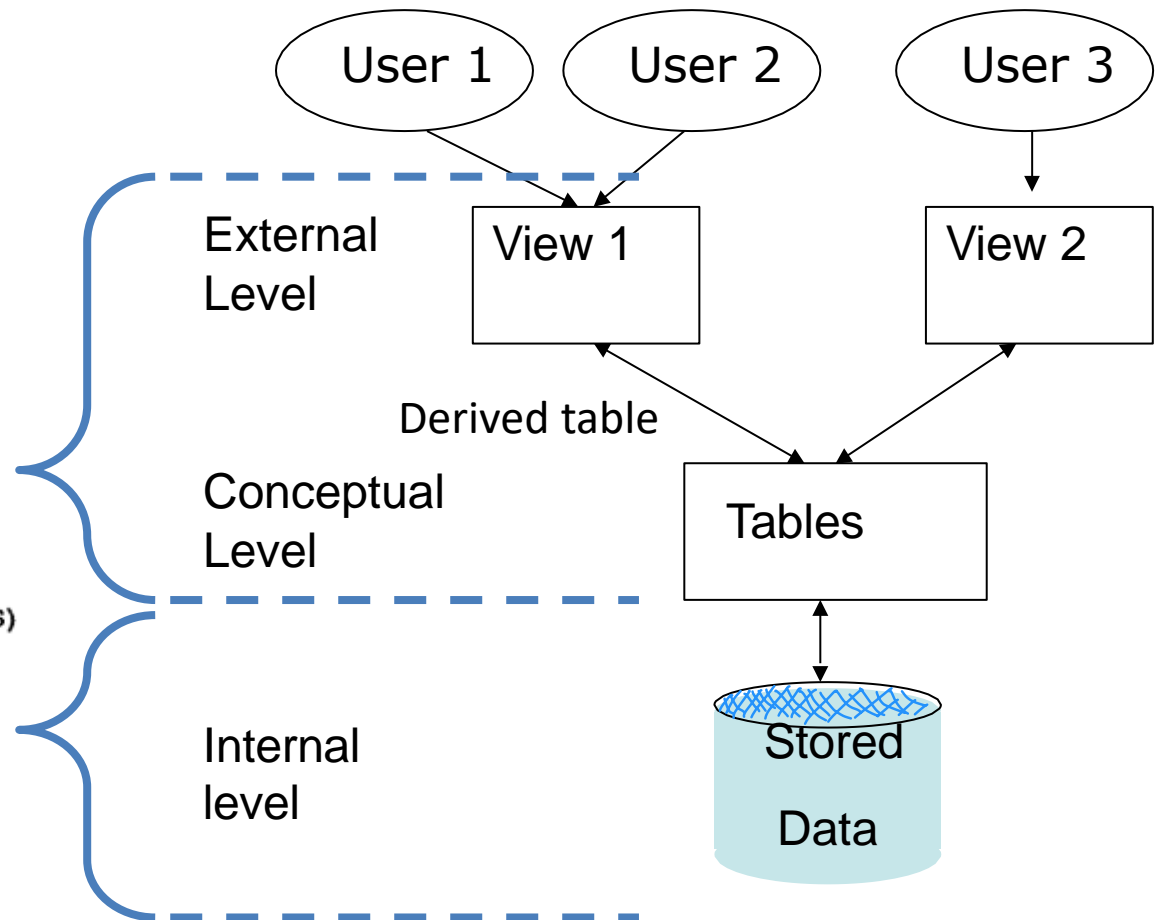 User 1
User 2
User 3
External
Level
View 1
View 2
Derived table
Conceptual
Level
Tables
Internal
level
Stored
Data